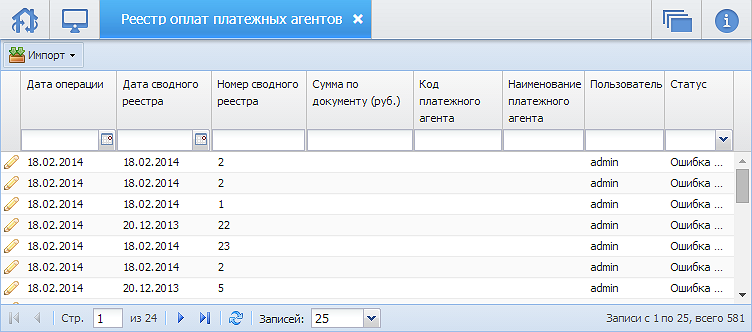 Реестр оплат платежных агентов
Импорт
Дата операции Дата сводного реестра Номер сводного реестра Сумма по документу (руб.) Код платежного агента Наименование платежного агента Пользователь Статус
18.02.2014 18.02.2014 2 admin Ошибка ...
18.02.2014 18.02.2014 2 admin Ошибка ...
18.02.2014 18.02.2014 1 admin Ошибка ...
18.02.2014 20.12.2013 22 admin Ошибка ...
18.02.2014 18.02.2014 23 admin Ошибка ...
18.02.2014 18.02.2014 2 admin Ошибка ...
18.02.2014 20.12.2013 5 admin Ошибка ...
Стр. 1 из 24 Записей: 25 Записи с 1 по 25, всего 581